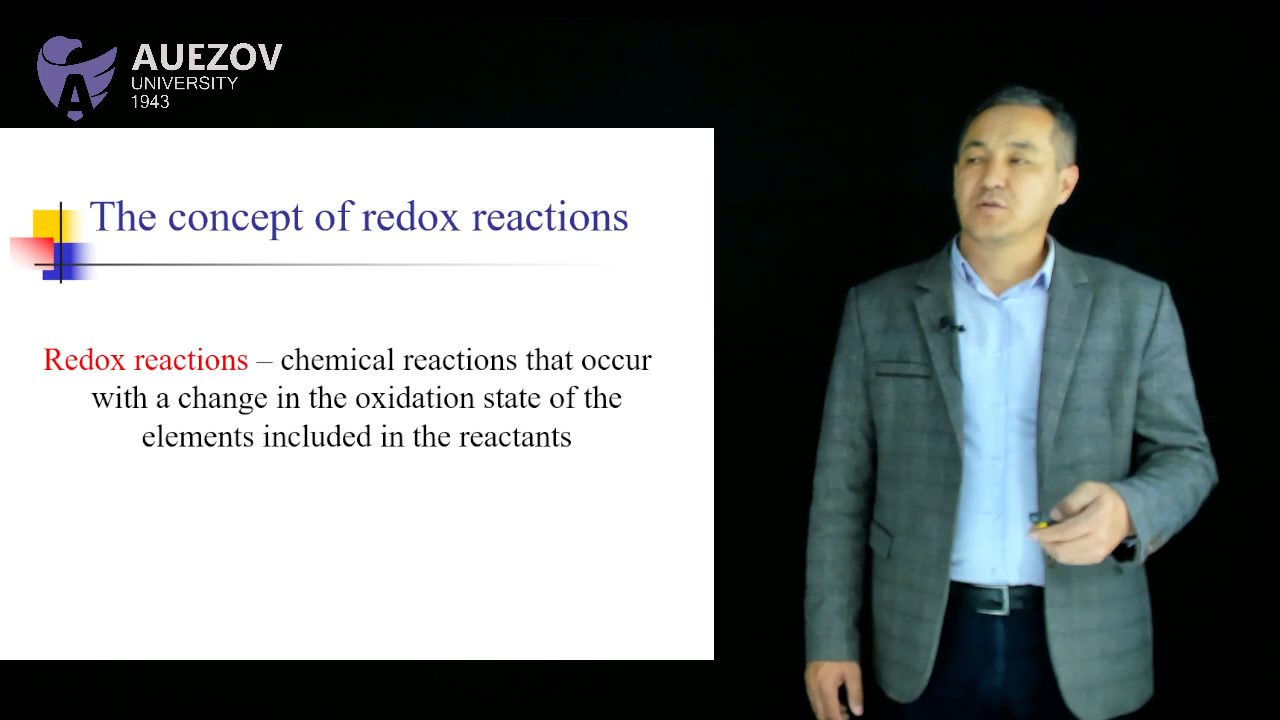 AUEZOV
UNIVERSITY
1943
The concept of redox reactions
Redox reactions – chemical reactions that occur
with a change in the oxidation state of the
elements included in the reactants